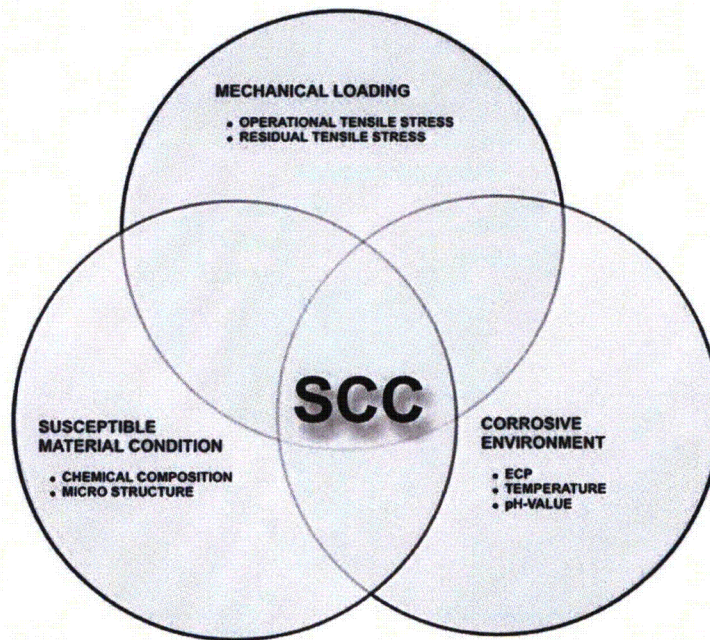 MECHANICAL LOADING
• OPERATIONAL TENSILE STRESS
• RESIDUAL TENSILE STRESS
SCC
SUSCEPTIBLE
MATERIAL CONDITION
• CHEMICAL COMPOSITION
• MICRO STRUCTURE
CORROSIVE
ENVIRONMENT
• ECP
• TEMPERATURE
• pH-VALUE